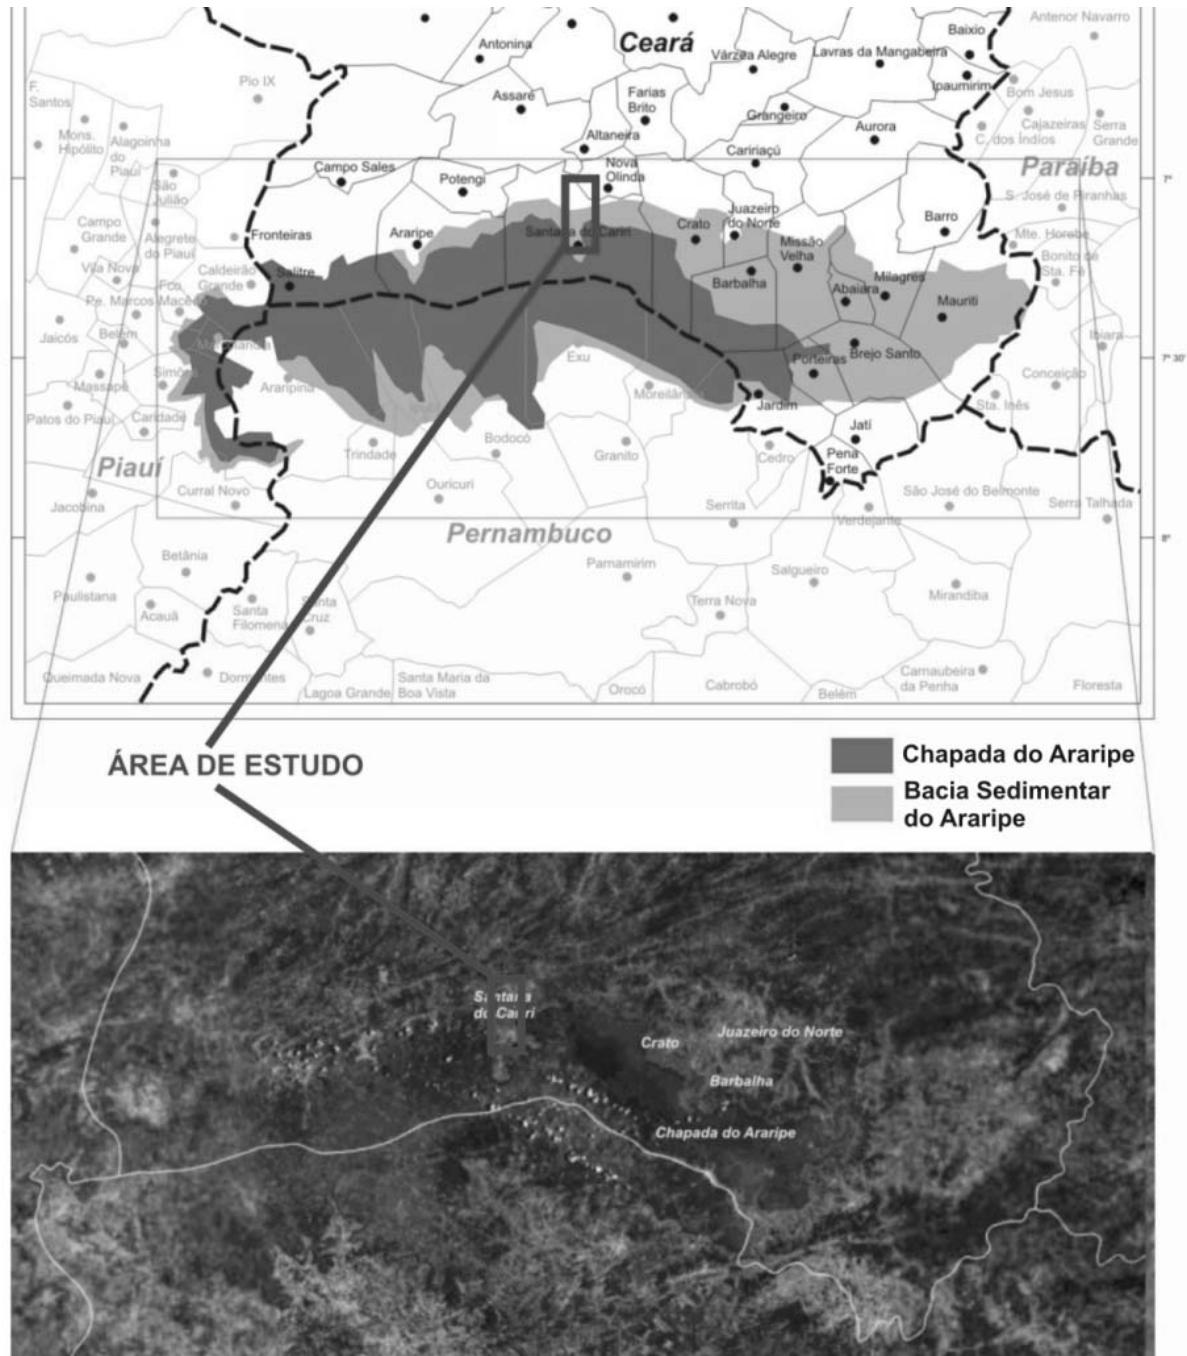 Antenor Navarro
Baixio
Antonina
Ceará
Várzea Alegre
Lavras da Mangabeira
Pio IX
F.
Santos
Ipaumirim
Bom Jesus
Assaré
Farias
Brito
Grangeiro
Mons.
Hipólito
Alagoinha
do
Piauí
Altaneira
Aurora
C. dos Índios
Cajazeiras
Serra
Grande
Caririaçú
Paraíba
Campo Sales
Potengi
Nova
Olinda
7°
São
Julião
S. José de Piranhas
Campo
Grande
Alegrete
do Piauí
Fronteiras
Araripe
Santana do Cariri
Crato
Juazeiro
do Norte
Missão
Velha
Barro
Mte. Horebe
Bonito de
Sta. Fé
Vila Nova
Caldeirão
Grande
Salitre
Barbalha
Abaiara
Milagres
Mauriti
Pe. Marcos
Fco.
Macêdo
Jaicós
Belém
Marcolândia
Exu
Porteiras
Brejo Santo
Ibiara
7° 30'
Massapê
Simões
Araripina
Moreilândia
Conceição
Patos do Piauí
Caridade
Jardim
Sta. Inês
Piauí
Trindade
Bodocó
Granito
Cedro
Jatí
Pena
Forte
Jacobina
Curral Novo
Ouricuri
Serrita
Verdejante
São José do Belmonte
Serra Talhada
Pernambuco
8°
Betânia
Parnamirim
Salgueiro
Paulistana
Acauã
Santa
Filomena
Santa
Cruz
Terra Nova
Mirandiba
Queimada Nova
Dormentes
Lagoa Grande
Santa Maria da
Boa Vista
Orocó
Cabrobó
Belém
Carnaubeira
da Penha
Floresta
ÁREA DE ESTUDO
Chapada do Araripe
Bacia Sedimentar
do Araripe
Santana
do Cariri
Crato
Juazeiro do Norte
Barbalha
Chapada do Araripe